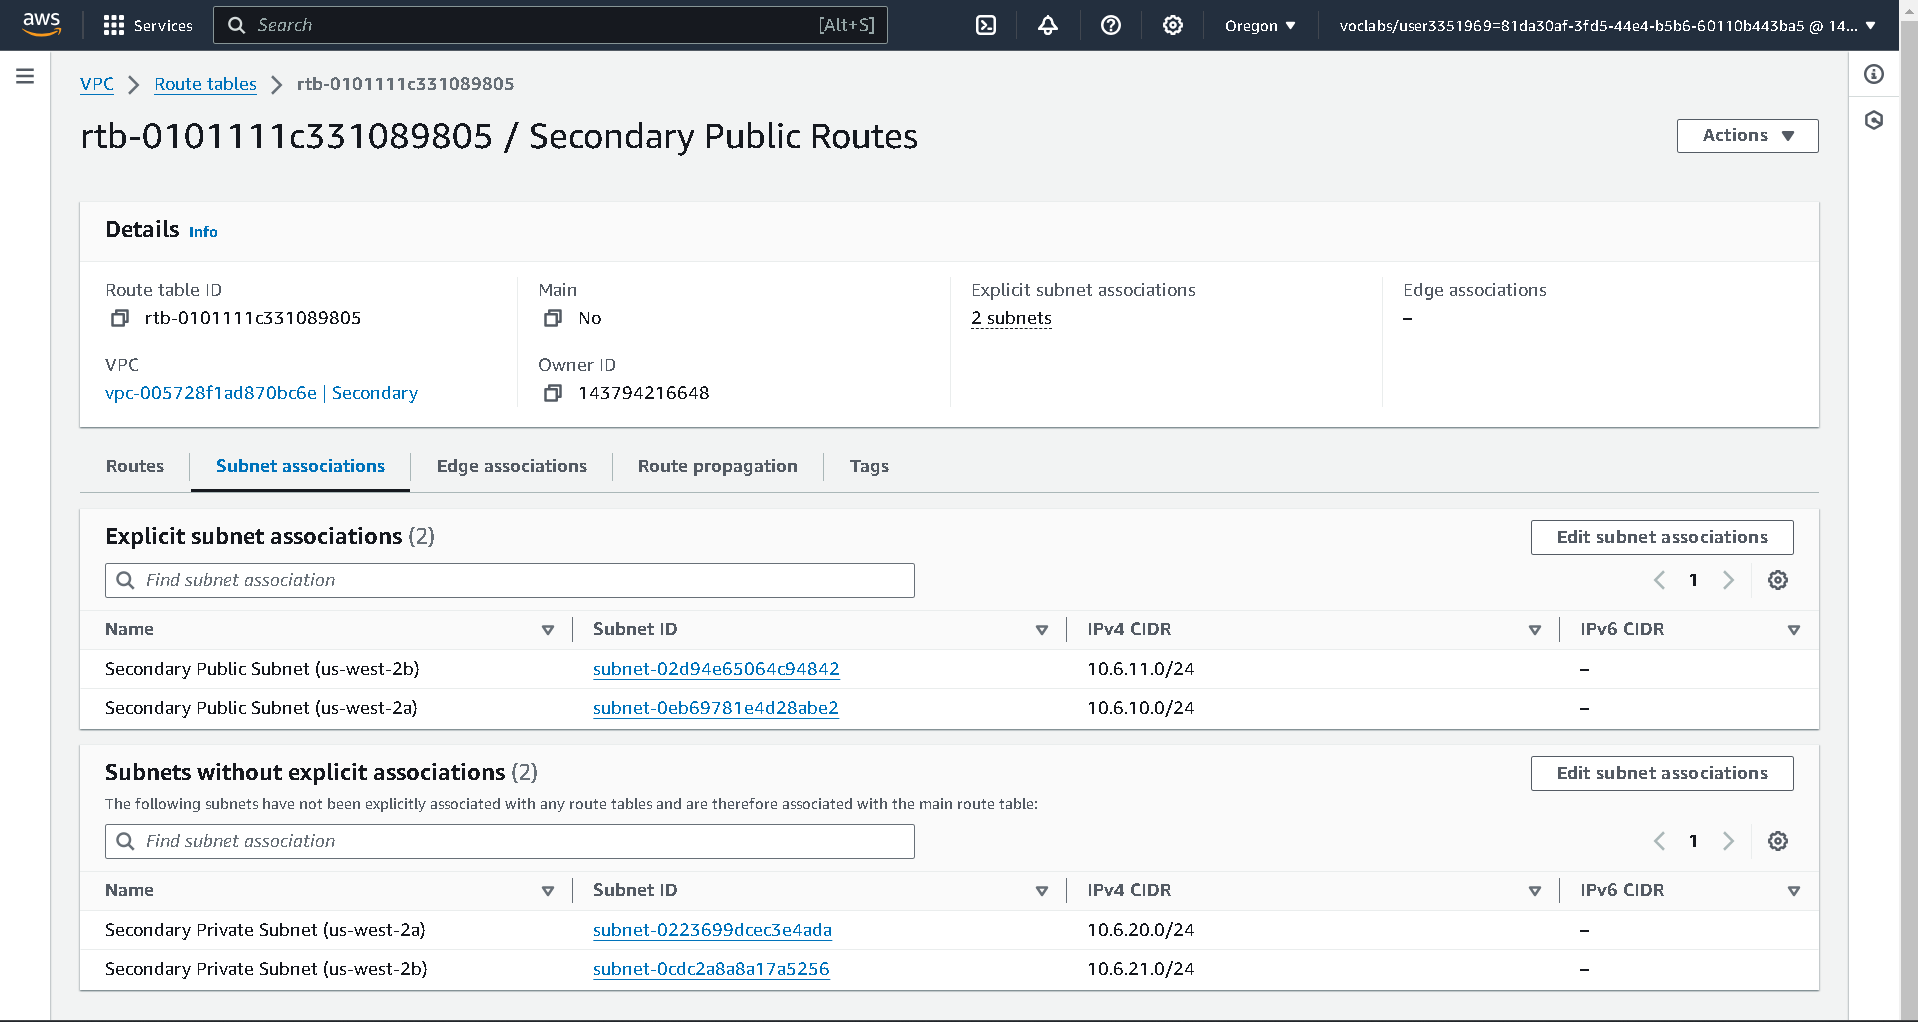 aws Services Search [Alt+S] Oregon ▼ voclabs/user3351969=81da30af-3fd5-44e4-b5b6-60110b443ba5 @ 14... ▼
VPC > Route tables > rtb-0101111c331089805
rtb-0101111c331089805 / Secondary Public Routes
Actions ▼
Details Info
Route table ID
rtb-0101111c331089805
Main
No
Explicit subnet associations
2 subnets
Edge associations
–
VPC
vpc-005728f1ad870bc6e | Secondary
Owner ID
143794216648
Routes Subnet associations Edge associations Route propagation Tags
Explicit subnet associations (2)
Edit subnet associations
Find subnet association
1
Name Subnet ID IPv4 CIDR IPv6 CIDR
Secondary Public Subnet (us-west-2b) subnet-02d94e65064c94842 10.6.11.0/24 –
Secondary Public Subnet (us-west-2a) subnet-0eb69781e4d28abe2 10.6.10.0/24 –
Subnets without explicit associations (2)
Edit subnet associations
The following subnets have not been explicitly associated with any route tables and are therefore associated with the main route table:
Find subnet association
1
Name Subnet ID IPv4 CIDR IPv6 CIDR
Secondary Private Subnet (us-west-2a) subnet-0223699dcec3e4ada 10.6.20.0/24 –
Secondary Private Subnet (us-west-2b) subnet-0cdc2a8a8a17a5256 10.6.21.0/24 –